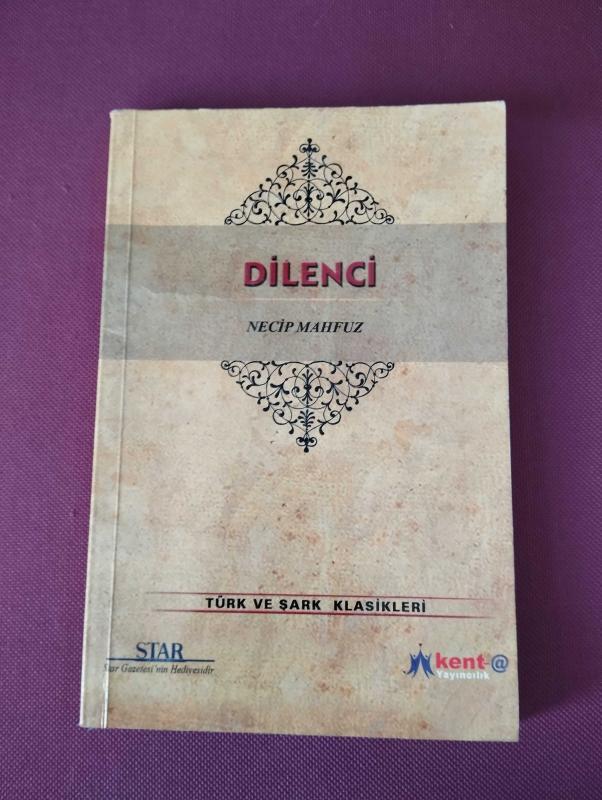 DİLENCİ
NECİP MAHFUZ
TÜRK VE ŞARK KLASİKLERİ
STAR
Star Gazetesi'nin Hediyesidir
kent-@
Yayıncılık